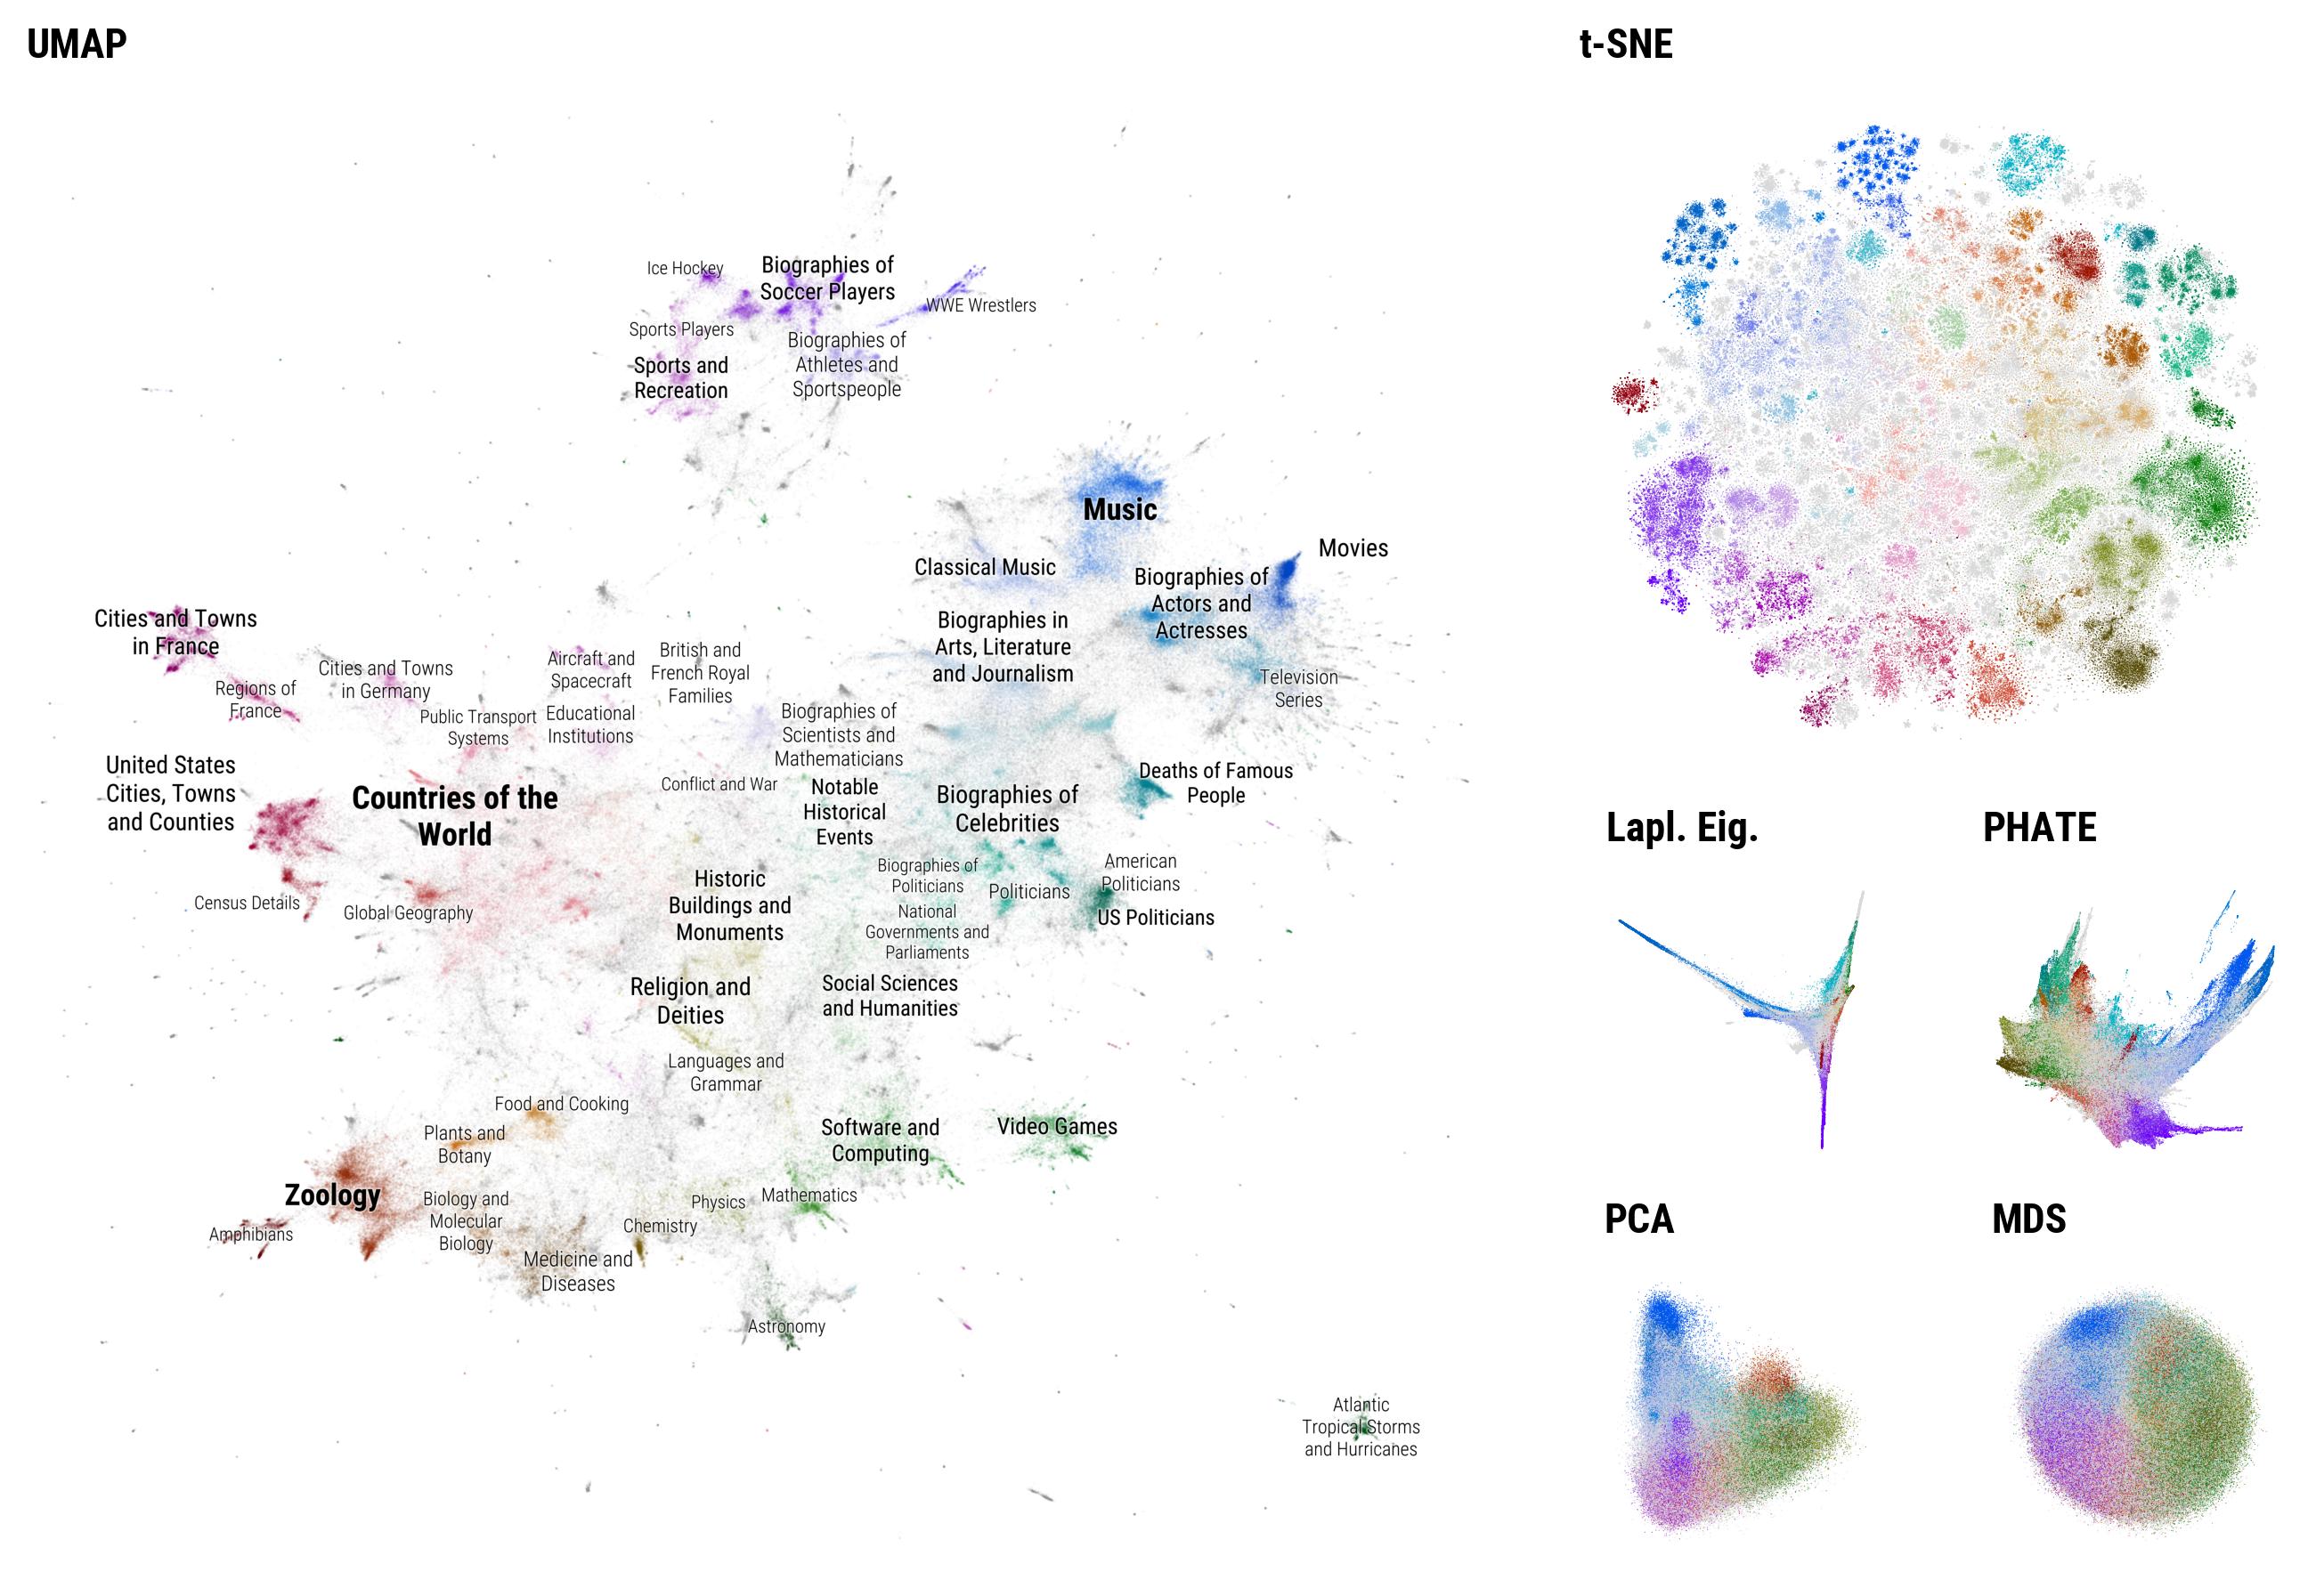 UMAP
t-SNE
Ice Hockey
Biographies of
Soccer Players
WWE Wrestlers
Sports Players
Biographies of
Athletes and
Sportspeople
Sports and
Recreation
Music
Movies
Classical Music
Biographies of
Actors and
Actresses
Biographies in
Arts, Literature
and Journalism
Television
Series
Cities and Towns
in France
Regions of
France
Cities and Towns
in Germany
Aircraft and
Spacecraft
British and
French Royal
Families
Public Transport
Systems
Educational
Institutions
Biographies of
Scientists and
Mathematicians
United States
Cities, Towns
and Counties
Countries of the
World
Conflict and War
Notable
Historical
Events
Biographies of
Celebrities
Deaths of Famous
People
Census Details
Global Geography
Historic
Buildings and
Monuments
Biographies of
Politicians
Politicians
American
Politicians
US Politicians
National
Governments and
Parliaments
Religion and
Deities
Social Sciences
and Humanities
Languages and
Grammar
Food and Cooking
Plants and
Botany
Software and
Computing
Video Games
Zoology
Amphibians
Biology and
Molecular
Biology
Physics
Mathematics
Chemistry
Medicine and
Diseases
Astronomy
Atlantic
Tropical Storms
and Hurricanes
Lapl. Eig.
PHATE
PCA
MDS